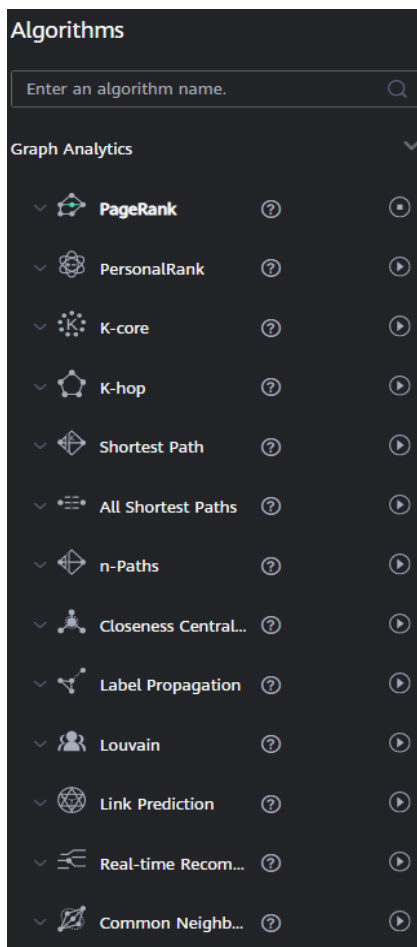 Algorithms
Enter an algorithm name.
Graph Analytics
PageRank
PersonalRank
K-core
K-hop
Shortest Path
All Shortest Paths
n-Paths
Closeness Central...
Label Propagation
Louvain
Link Prediction
Real-time Recom...
Common Neighb...